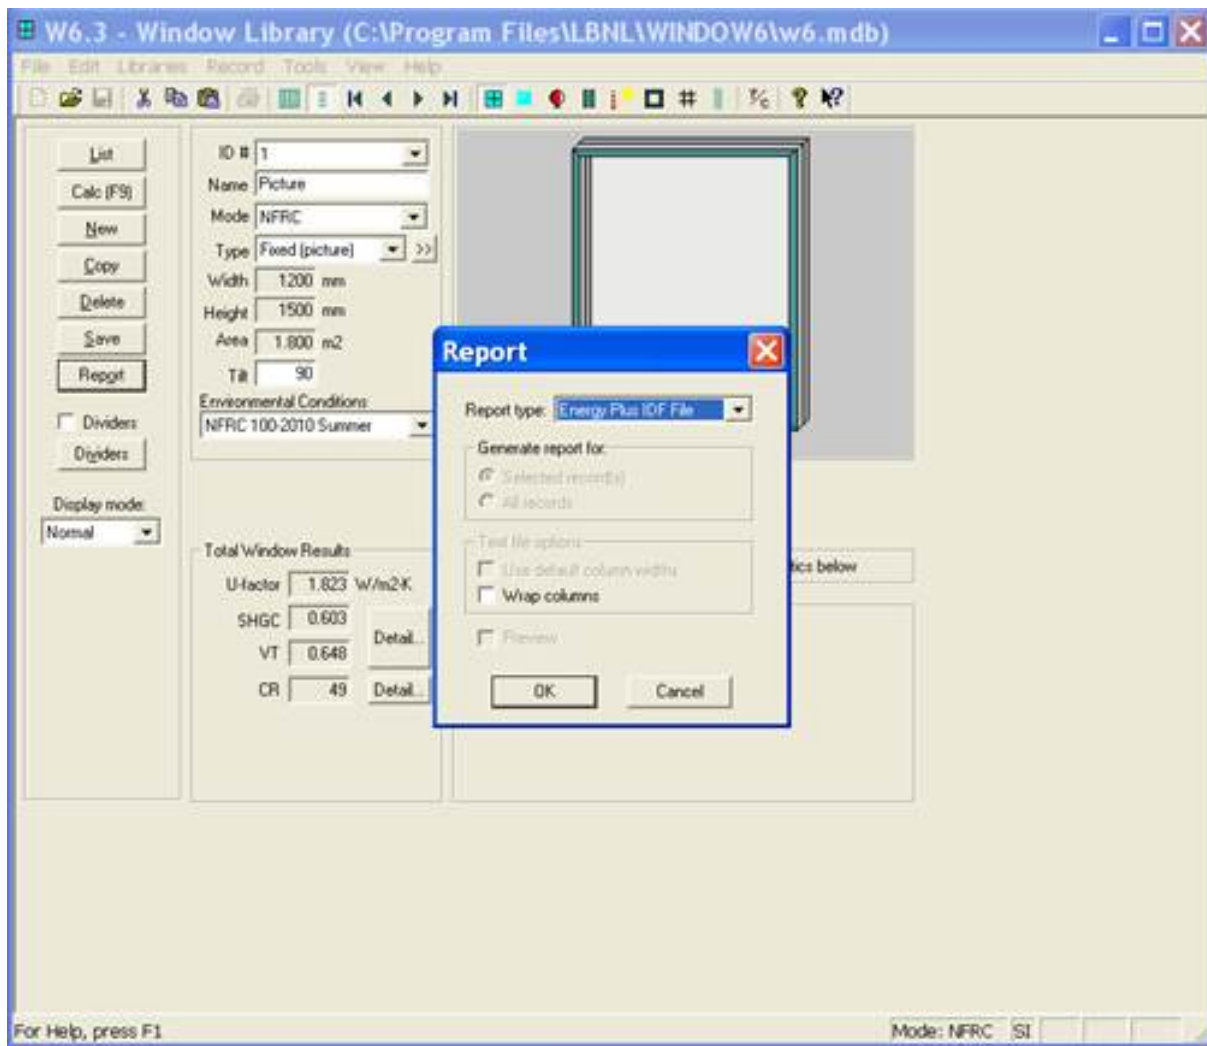 W6.3 - Window Library (C:\Program Files\LBNL\WINDOW6\w6.mdb)
File Edit Libraries Record Tools View Help
List
Calc (F9)
New
Copy
Delete
Save
Report
Dividers
Dividers
Display mode:
Normal
ID # 1
Name Picture
Mode NFRC
Type Fixed (picture) >>
Width 1200 mm
Height 1500 mm
Area 1.800 m2
Tilt 90
Environmental Conditions
NFRC 100-2010 Summer
Total Window Results
U-factor 1.823 W/m2-K
SHGC 0.603
Detail...
VT 0.648
CR 49 Detail...
tics below
Report
Report type: Energy Plus IDF File
Generate report for:
Selected record(s)
All records
Text file options
Use default column widths
Wrap columns
Preview
OK Cancel
For Help, press F1
Mode: NFRC SI